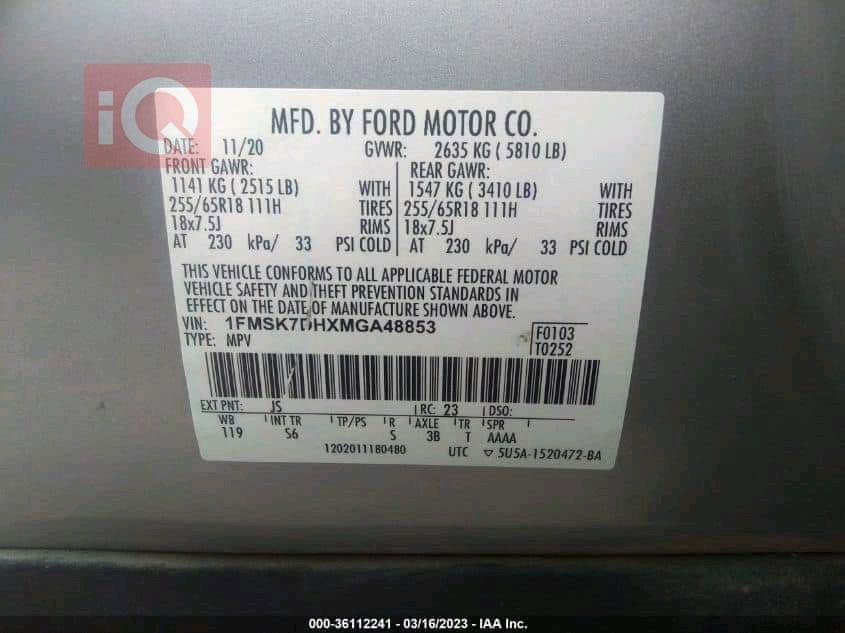 iQ
MFD. BY FORD MOTOR CO.
DATE: 11/20 GVWR: 2635 KG ( 5810 LB)
FRONT GAWR: REAR GAWR:
1141 KG ( 2515 LB) WITH 1547 KG ( 3410 LB) WITH
255/65R18 111H TIRES 255/65R18 111H TIRES
18x7.5J RIMS 18x7.5J RIMS
AT 230 kPa/ 33 PSI COLD AT 230 kPa/ 33 PSI COLD
THIS VEHICLE CONFORMS TO ALL APPLICABLE FEDERAL MOTOR
VEHICLE SAFETY AND THEFT PREVENTION STANDARDS IN
EFFECT ON THE DATE OF MANUFACTURE SHOWN ABOVE.
VIN: 1FMSK7DHXMGA48853 F0103
TYPE: MPV T0252
EXT PNT: JS RC: 23 DSO:
WB INT TR TP/PS R AXLE TR SPR
119 S6 S 3B T AAAA
1202011180480 UTC ▽ 5U5A-1520472-BA
000-36112241 - 03/16/2023 - IAA Inc.